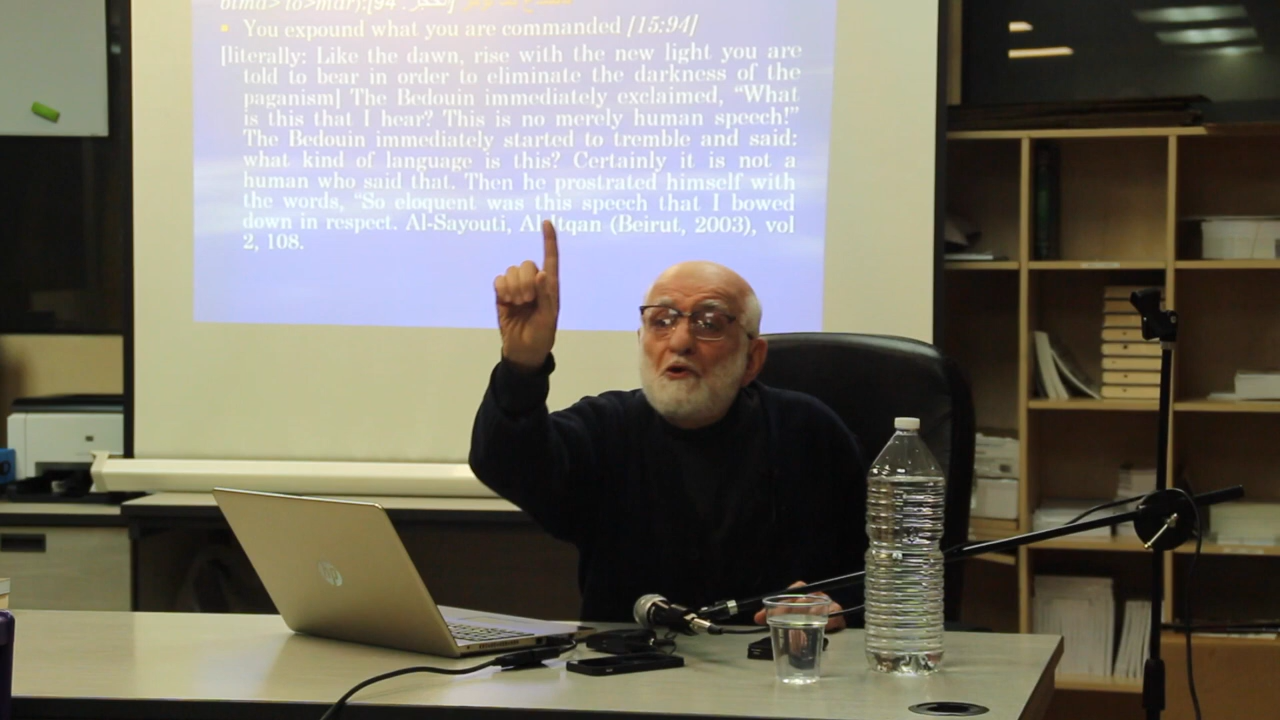 You expound what you are commanded [15:94]
[literally: Like the dawn, rise with the new light you are
told to bear in order to eliminate the darkness of the
paganism] The Bedouin immediately exclaimed, “What
is this that I hear? This is no merely human speech!”
The Bedouin immediately started to tremble and said:
what kind of language is this? Certainly it is not a
human who said that. Then he prostrated himself with
the words, “So eloquent was this speech that I bowed
down in respect. Al-Sayouti, Al-Itqan (Beirut, 2003), vol
2, 108.
hp